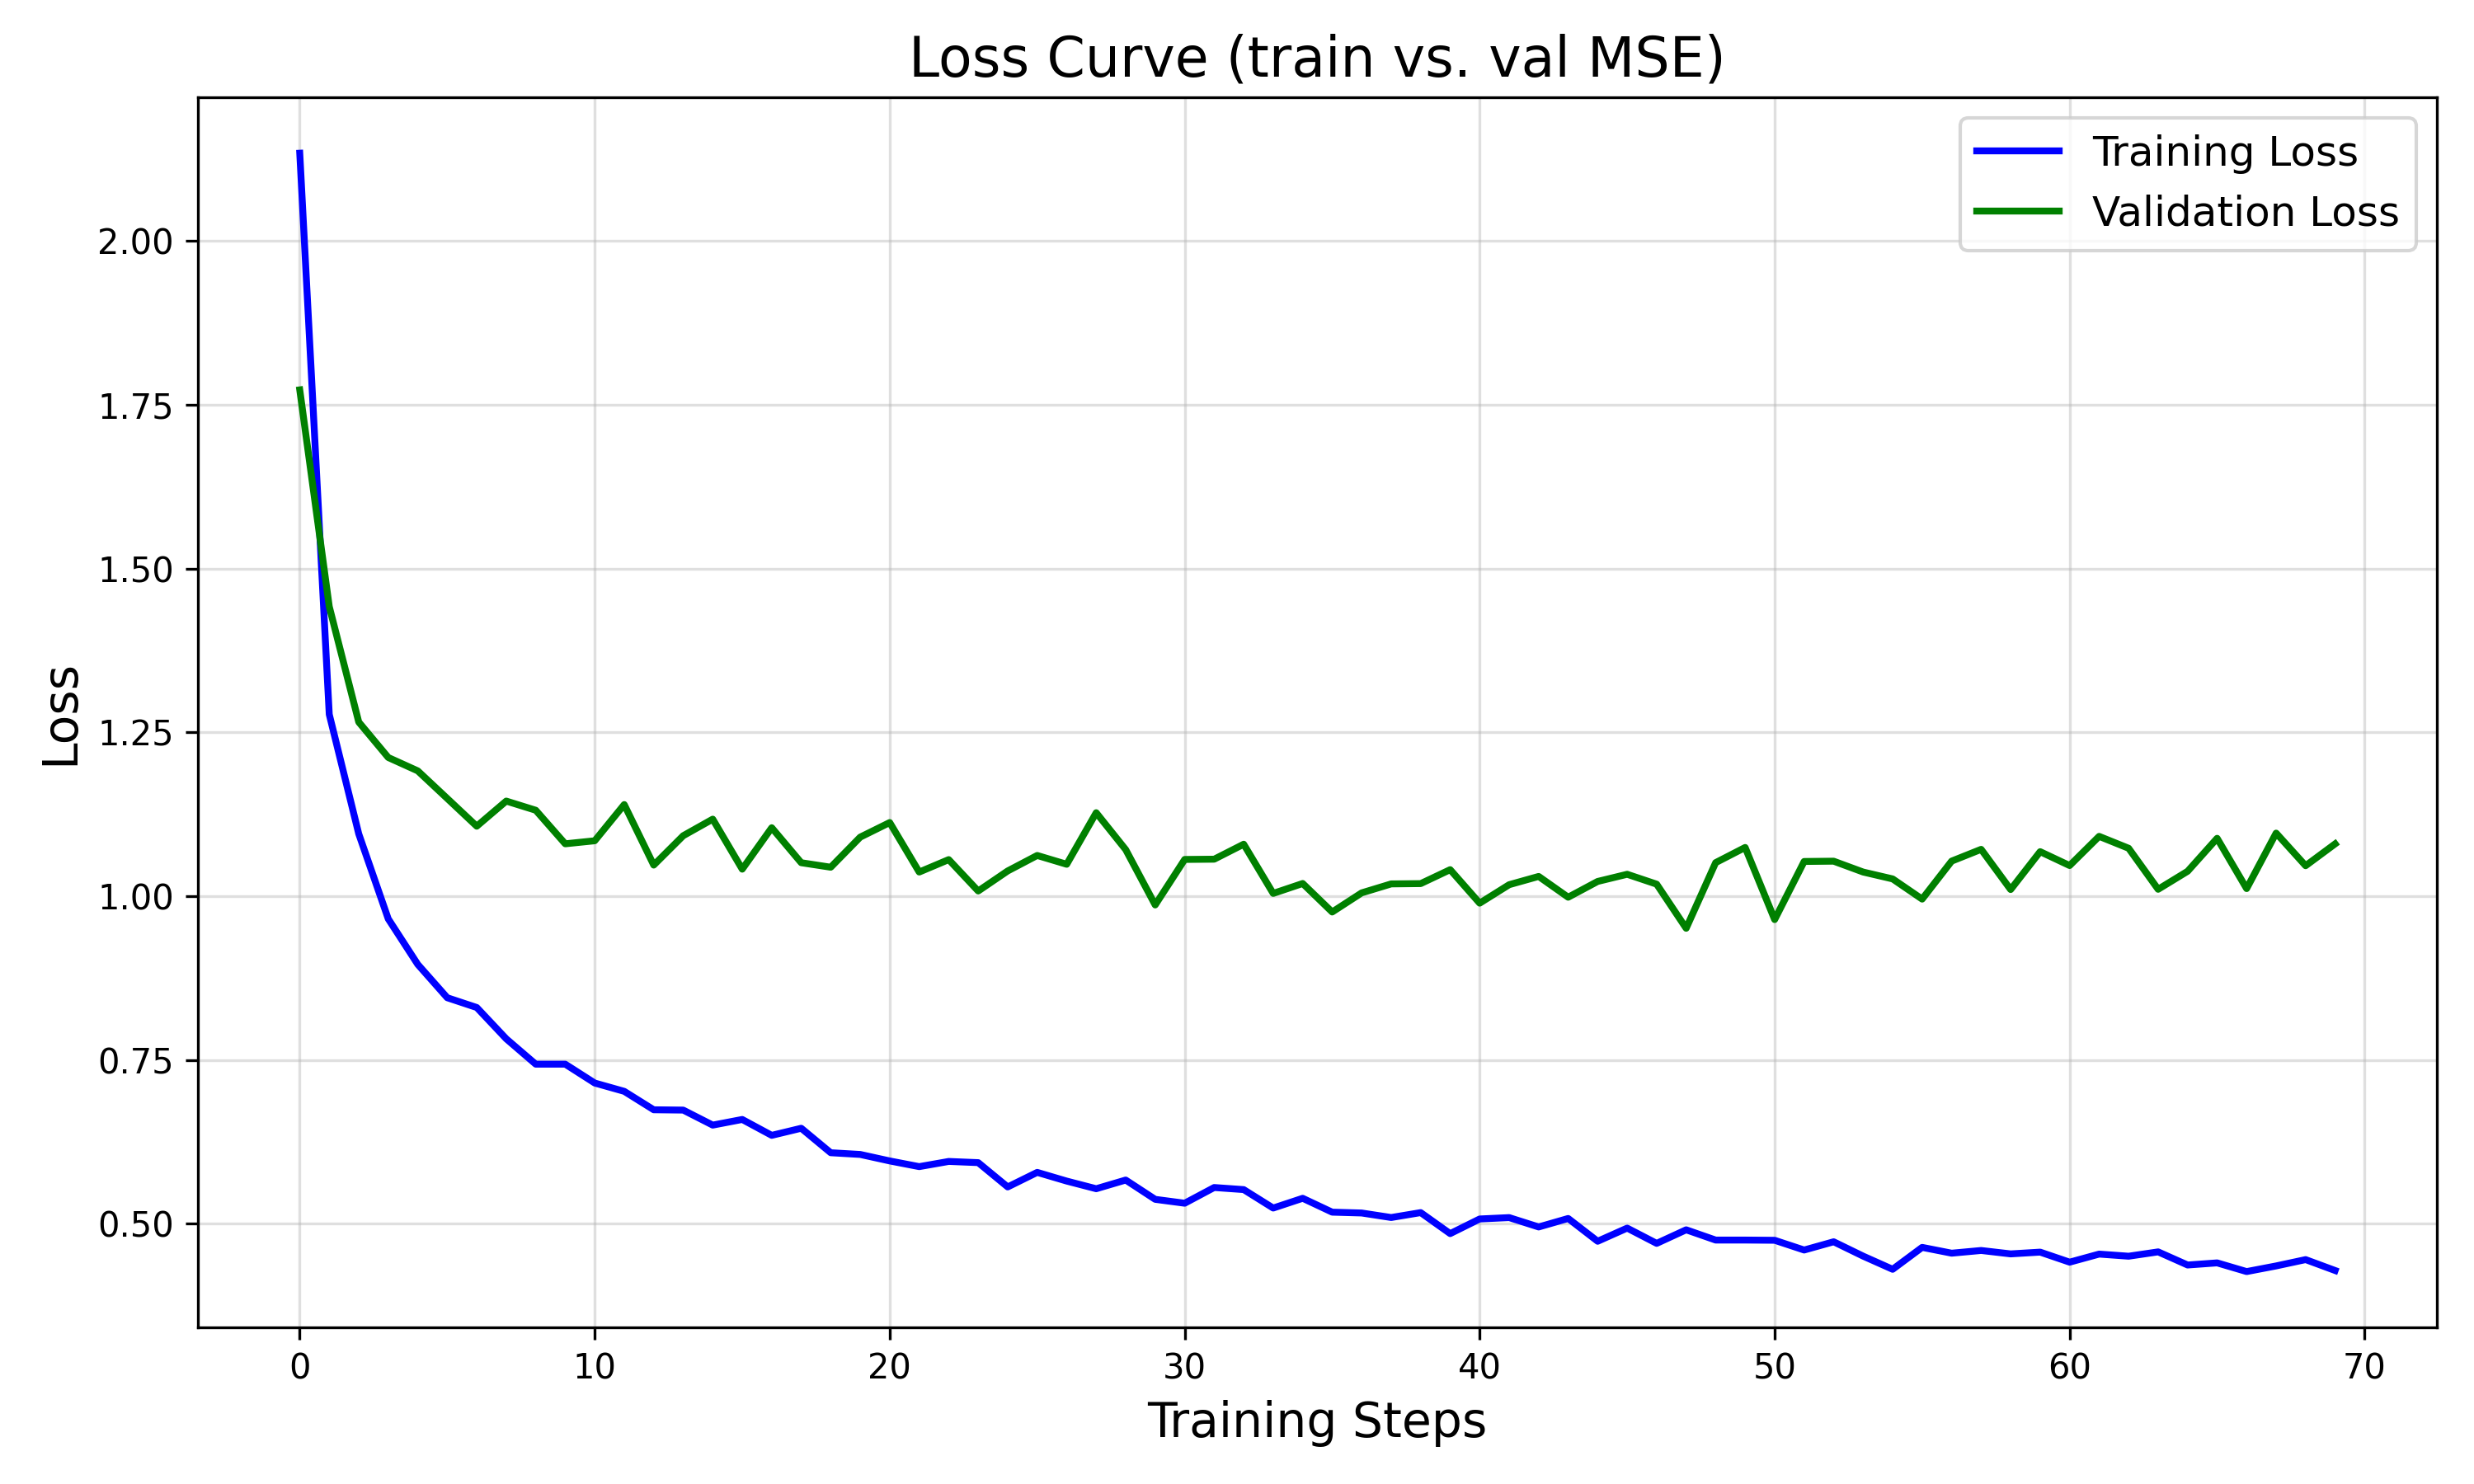 Loss Curve (train vs. val MSE)
Training Loss
Validation Loss
2.00
1.75
1.50
1.25
1.00
0.75
0.50
Loss
0 10 20 30 40 50 60 70
Training Steps